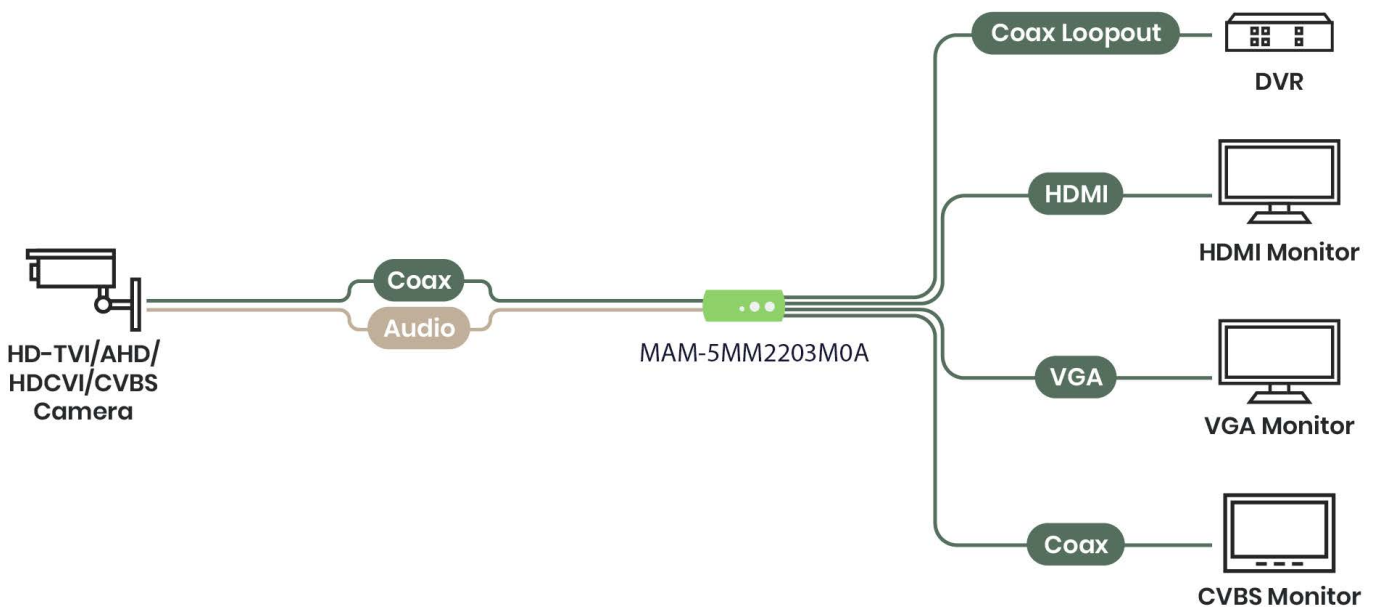 Coax Loopout
DVR
HDMI
HDMI Monitor
Coax
Audio
HD-TVI/AHD/
HDCVI/CVBS
Camera
MAM-5MM2203M0A
VGA
VGA Monitor
Coax
CVBS Monitor